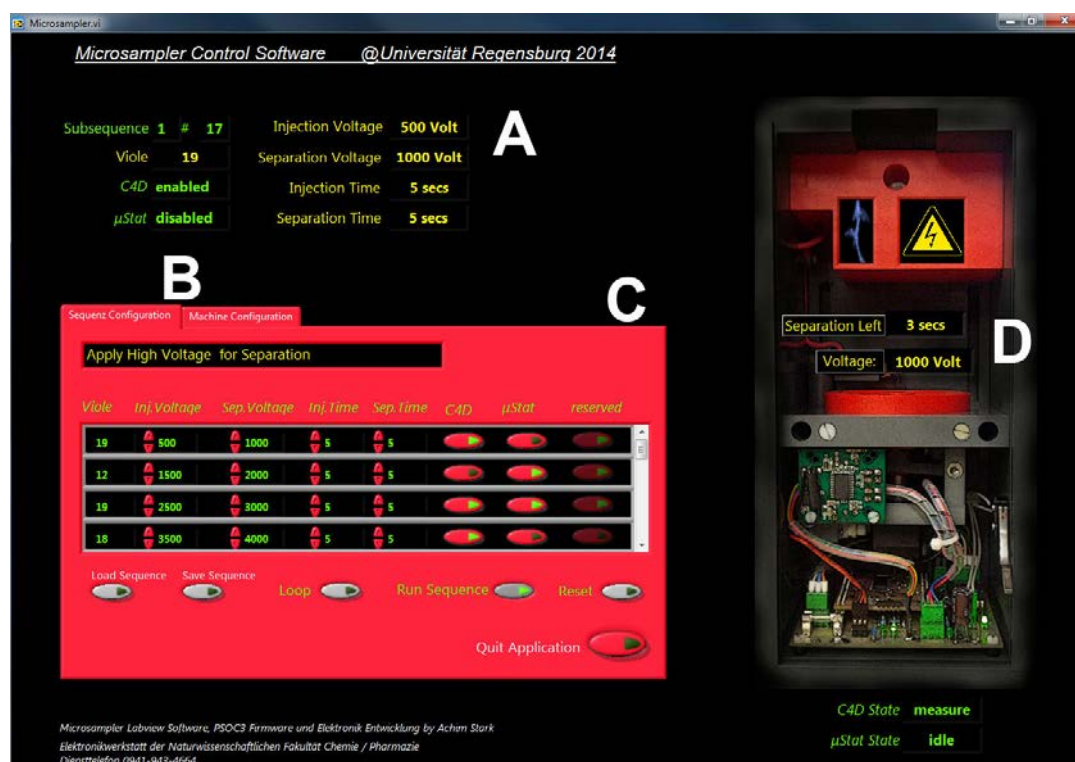 Microsampler.vi
Microsampler Control Software @Universität Regensburg 2014
Subsequence 1 # 17 Injection Voltage 500 Volt
Viole 19 Separation Voltage 1000 Volt
C4D enabled Injection Time 5 secs
µStat disabled Separation Time 5 secs
A
B
C
Sequenz Configuration Machine Configuration
Apply High Voltage for Separation
Viole Inj.Voltage Sep.Voltage Inj.Time Sep.Time C4D µStat reserved
19 500 1000 5 5
12 1500 2000 5 5
19 2500 3000 5 5
18 3500 4000 5 5
Load Sequence Save Sequence
Loop Run Sequence Reset
Quit Application
Separation Left 3 secs
Voltage: 1000 Volt
D
C4D State measure
µStat State idle
Microsampler Labview Software, PSOC3 Firmware und Elektronik Entwicklung by Achim Stark
Elektronikwerkstatt der Naturwissenschaftlichen Fakultät Chemie / Pharmazie
Diensttelefon 0941-943-4664